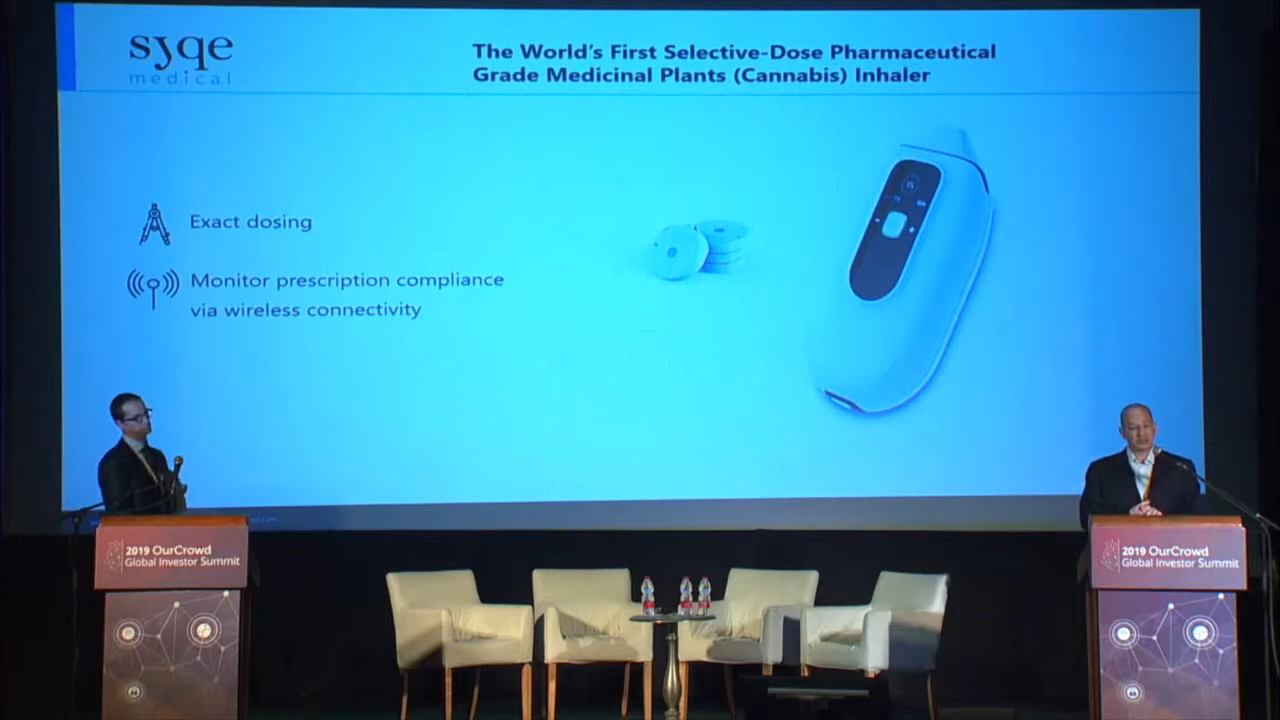 syqe
medical
The World's First Selective-Dose Pharmaceutical
Grade Medicinal Plants (Cannabis) Inhaler
Exact dosing
Monitor prescription compliance
via wireless connectivity
2019 OurCrowd
Global Investor Summit
2019 OurCrowd
Global Investor Summit